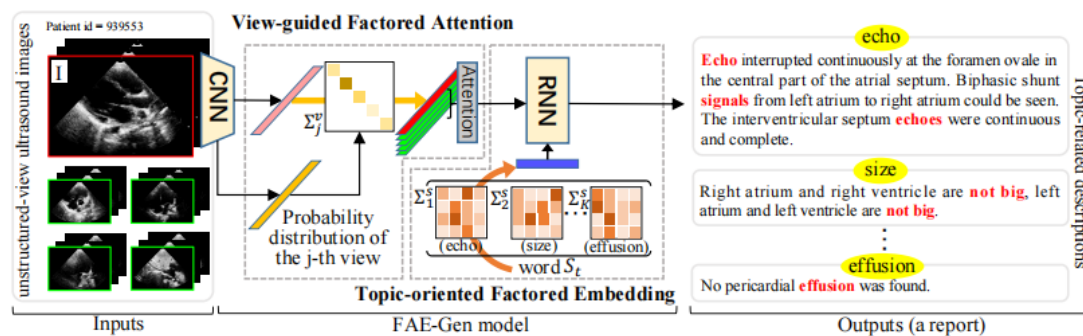 Patient id = 939553
unstructured-view ultrasound images
I
CNN
View-guided Factored Attention
Σ_j^v
Attention
Probability
distribution of
the j-th view
RNN
Σ_1^s
Σ_2^s
...
Σ_K^s
(echo)
(size)
(effusion)
word S_t
Topic-oriented Factored Embedding
echo
Echo interrupted continuously at the foramen ovale in
the central part of the atrial septum. Biphasic shunt
signals from left atrium to right atrium could be seen.
The interventricular septum echoes were continuous
and complete.
size
Right atrium and right ventricle are not big, left
atrium and left ventricle are not big.
effusion
No pericardial effusion was found.
Topic-related descriptions
Inputs
FAE-Gen model
Outputs (a report)